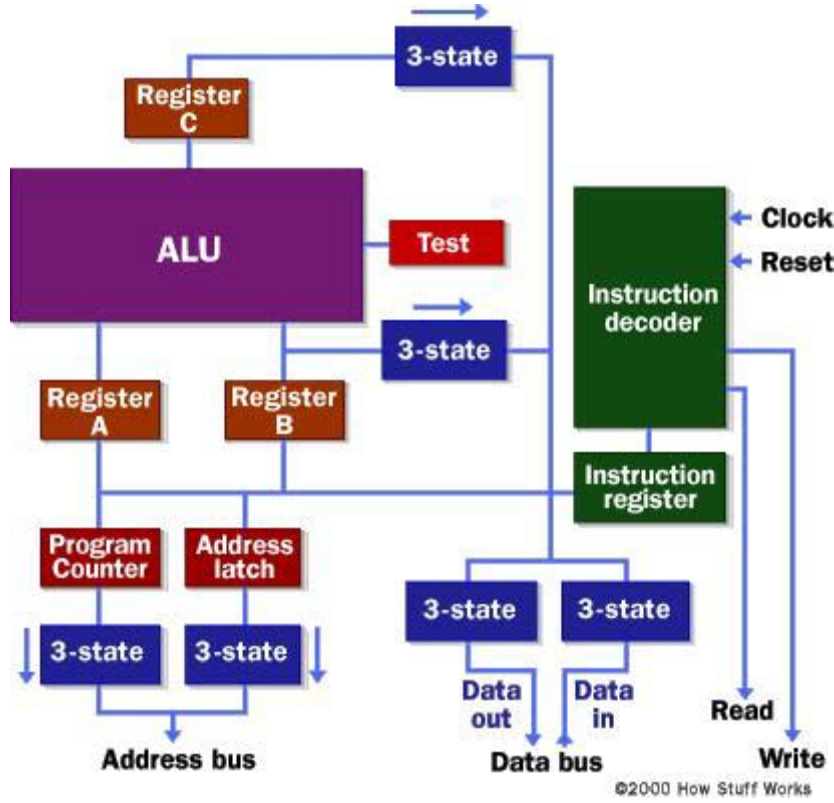 3-state
Register
C
ALU
Test
Clock
Reset
Instruction
decoder
3-state
Register
A
Register
B
Instruction
register
Program
Counter
Address
latch
3-state
3-state
3-state
3-state
Data
out
Data
in
Read
Address bus
Data bus
Write
©2000 How Stuff Works